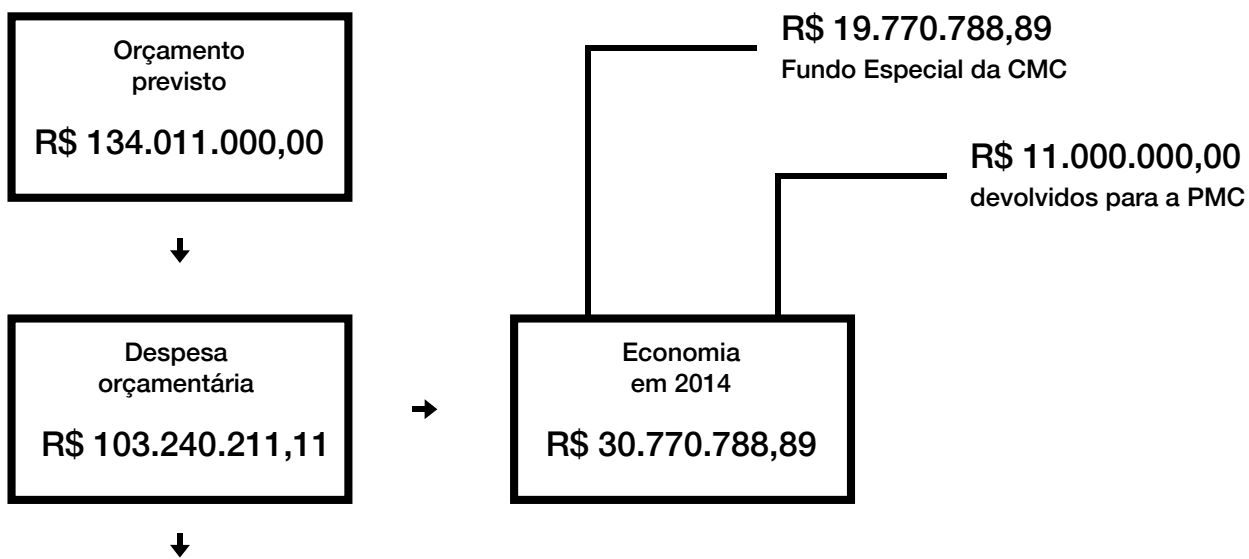 Orçamento
previsto
R$ 134.011.000,00
R$ 19.770.788,89
Fundo Especial da CMC
R$ 11.000.000,00
devolvidos para a PMC
Despesa
orçamentária
R$ 103.240.211,11
Economia
em 2014
R$ 30.770.788,89